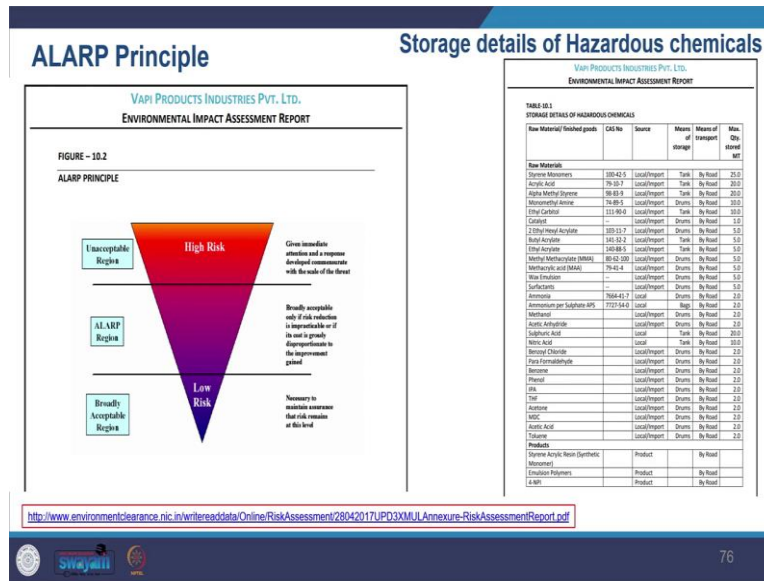 ALARP Principle
Storage details of Hazardous chemicals
VAPI PRODUCTS INDUSTRIES PVT. LTD.
ENVIRONMENTAL IMPACT ASSESSMENT REPORT
FIGURE – 10.2
ALARP PRINCIPLE
Unacceptable
Region
High Risk
Given immediate
attention and a response
developed commensurate
with the scale of the threat
ALARP
Region
Broadly acceptable
only if risk reduction
is impracticable or if
its cost is grossly
disproportionate to
the improvement
gained
Broadly
Acceptable
Region
Low
Risk
Necessary to
maintain assurance
that risk remains
at this level
VAPI PRODUCTS INDUSTRIES PVT. LTD.
ENVIRONMENTAL IMPACT ASSESSMENT REPORT
TABLE-10.1
STORAGE DETAILS OF HAZARDOUS CHEMICALS
Raw Material/ finished goods CAS No Source Means of storage Means of transport Max. Qty. stored MT
Raw Materials
Styrene Monomers 100-42-5 Local/Import Tank By Road 25.0
Acrylic Acid 79-10-7 Local/Import Tank By Road 20.0
Alpha Methyl Styrene 98-83-9 Local/Import Tank By Road 20.0
Monomethyl Amine 74-89-5 Local/Import Drums By Road 10.0
Ethyl Carbitol 111-90-0 Local/Import Tank By Road 10.0
Catalyst -- Local/Import Drums By Road 1.0
2 Ethyl Hexyl Acrylate 103-11-7 Local/Import Drums By Road 5.0
Butyl Acrylate 141-32-2 Local/Import Tank By Road 5.0
Ethyl Acrylate 140-88-5 Local/Import Tank By Road 5.0
Methyl Methacrylate (MMA) 80-62-100 Local/Import Drums By Road 5.0
Methacrylic acid (MAA) 79-41-4 Local/Import Drums By Road 5.0
Wax Emulsion -- Local/Import Drums By Road 5.0
Surfactants -- Local/Import Drums By Road 5.0
Ammonia 7664-41-7 Local Drums By Road 2.0
Ammonium per Sulphate APS 7727-54-0 Local Bags By Road 2.0
Methanol Local/Import Drums By Road 2.0
Acetic Anhydride Local/Import Drums By Road 2.0
Sulphuric Acid Local Tank By Road 20.0
Nitric Acid Local Tank By Road 10.0
Benzoyl Chloride Local/Import Drums By Road 2.0
Para Formaldehyde Local/Import Drums By Road 2.0
Benzene Local/Import Drums By Road 2.0
Phenol Local/Import Drums By Road 2.0
IPA Local/Import Drums By Road 2.0
THF Local/Import Drums By Road 2.0
Acetone Local/Import Drums By Road 2.0
MDC Local/Import Drums By Road 2.0
Acetic Acid Local/Import Drums By Road 2.0
Toluene Local/Import Drums By Road 2.0
Products
Styrene Acrylic Resin (Synthetic Monomer) Product By Road
Emulsion Polymers Product By Road
4-NPI Product By Road
http://www.environmentclearance.nic.in/writereaddata/Online/RiskAssessment/28042017UPD3XMULAnnexure-RiskAssessmentReport.pdf
swayam
NPTEL
76